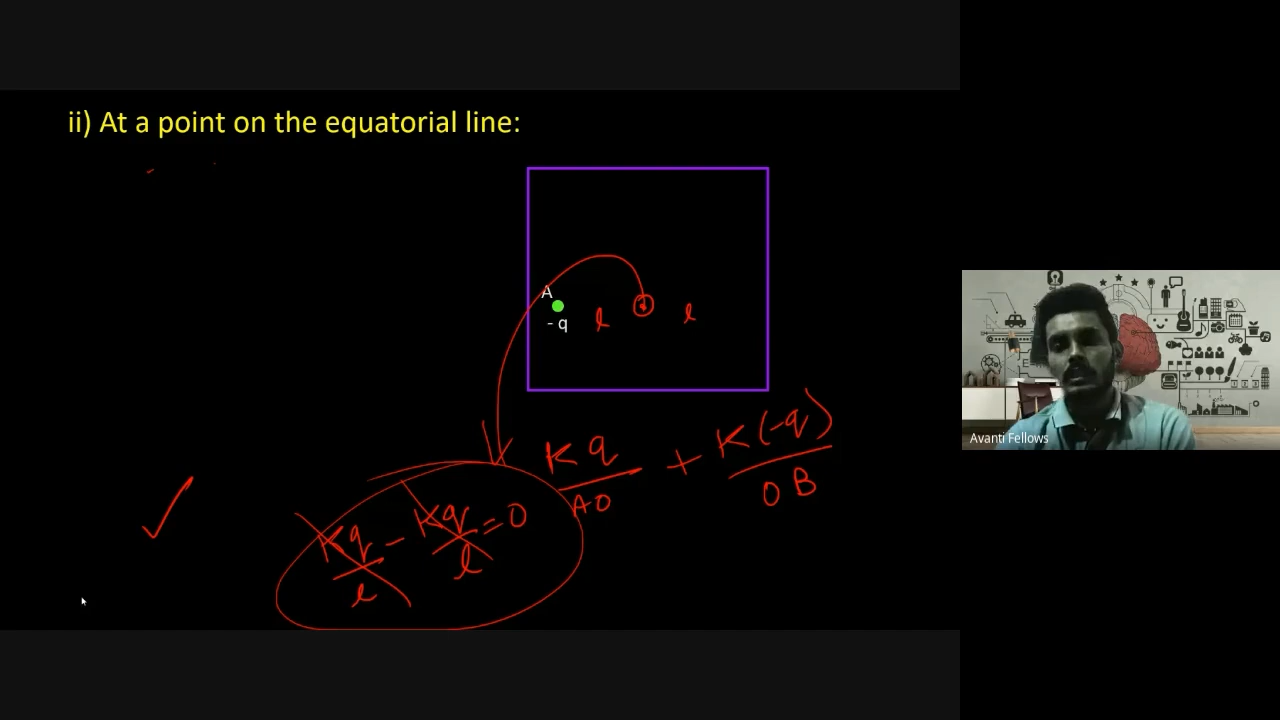 ii) At a point on the equatorial line:
A
- q
l l
Kq/AO + K(-q)/OB
Kq/l - Kq/l = 0
Avanti Fellows